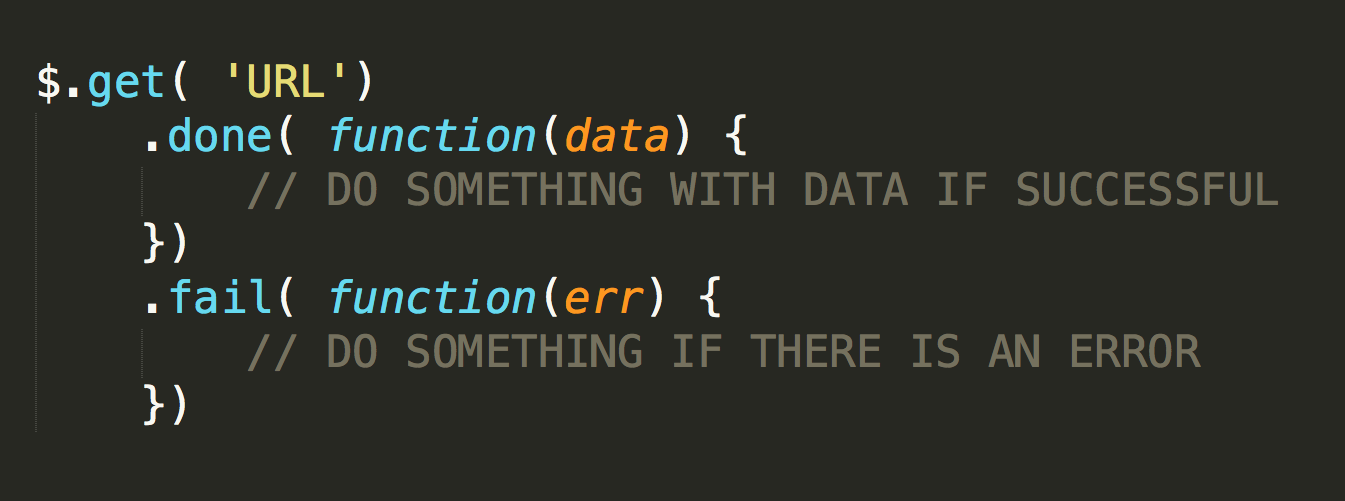 $.get( 'URL')
    .done( function(data) {
        // DO SOMETHING WITH DATA IF SUCCESSFUL
    })
    .fail( function(err) {
        // DO SOMETHING IF THERE IS AN ERROR
    })